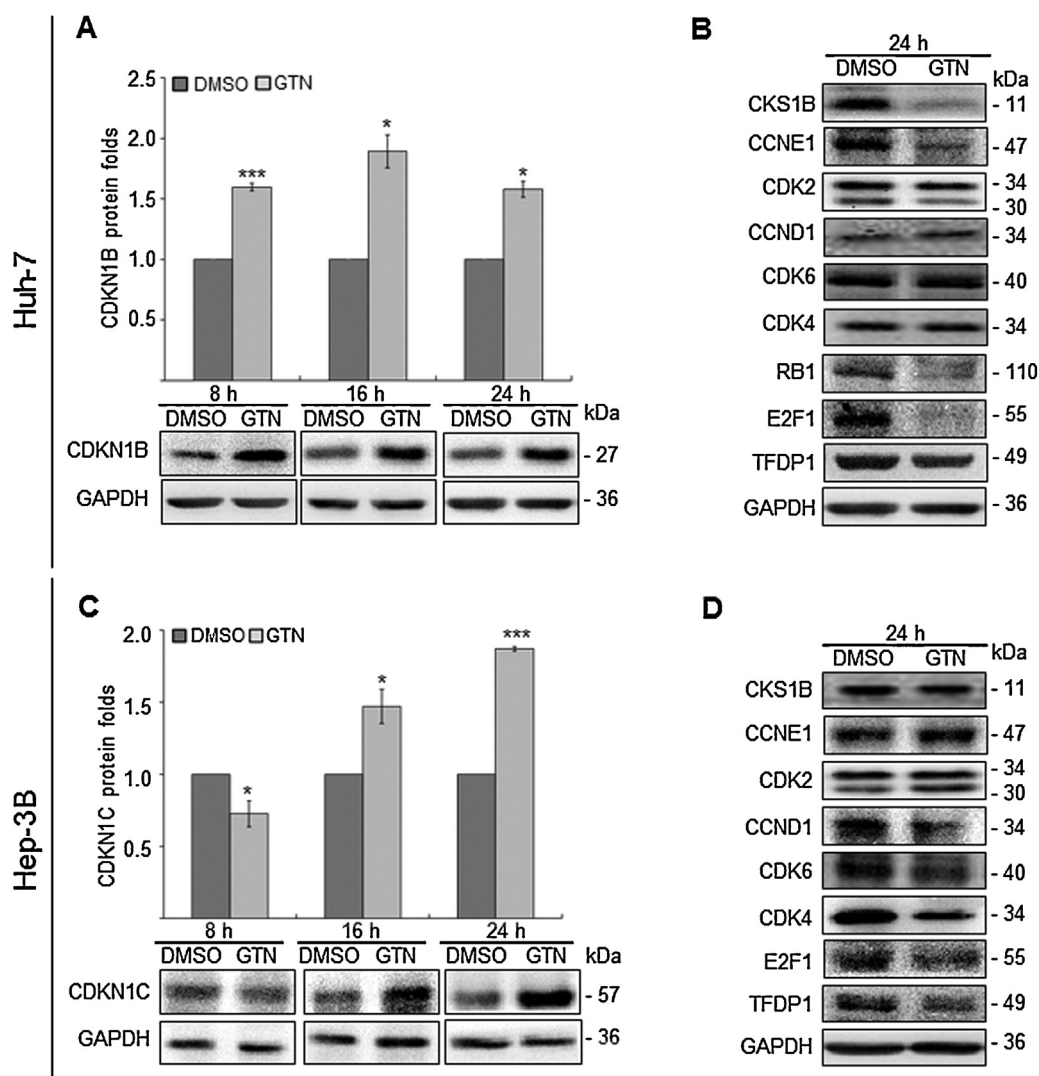 Huh-7
A
CDKN1B protein folds
DMSO GTN
2.5
2.0
1.5
1.0
0.5
***
*
*
8 h 16 h 24 h
DMSO GTN DMSO GTN DMSO GTN kDa
CDKN1B - 27
GAPDH - 36
B
24 h
DMSO GTN kDa
CKS1B - 11
CCNE1 - 47
CDK2 - 34
- 30
CCND1 - 34
CDK6 - 40
CDK4 - 34
RB1 - 110
E2F1 - 55
TFDP1 - 49
GAPDH - 36
Hep-3B
C
CDKN1C protein folds
DMSO GTN
2.0
1.5
1.0
0.5
*
*
***
8 h 16 h 24 h
DMSO GTN DMSO GTN DMSO GTN kDa
CDKN1C - 57
GAPDH - 36
D
24 h
DMSO GTN kDa
CKS1B - 11
CCNE1 - 47
CDK2 - 34
- 30
CCND1 - 34
CDK6 - 40
CDK4 - 34
E2F1 - 55
TFDP1 - 49
GAPDH - 36